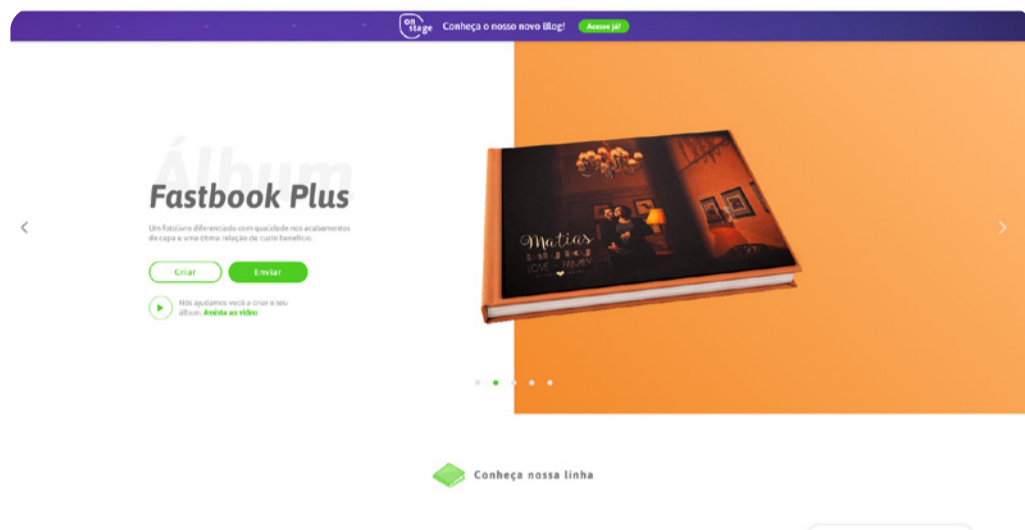 on
stage
Conheça o nosso novo Blog!
Acesse já!
Álbum
Fastbook Plus
Um fotolivro diferenciado com qualidade nos acabamentos
de capa e uma ótima relação de custo benefício.
Criar
Enviar
Nós ajudamos você a criar o seu
álbum. Assista ao vídeo
Matias
LOVE FAMILY
Conheça nossa linha